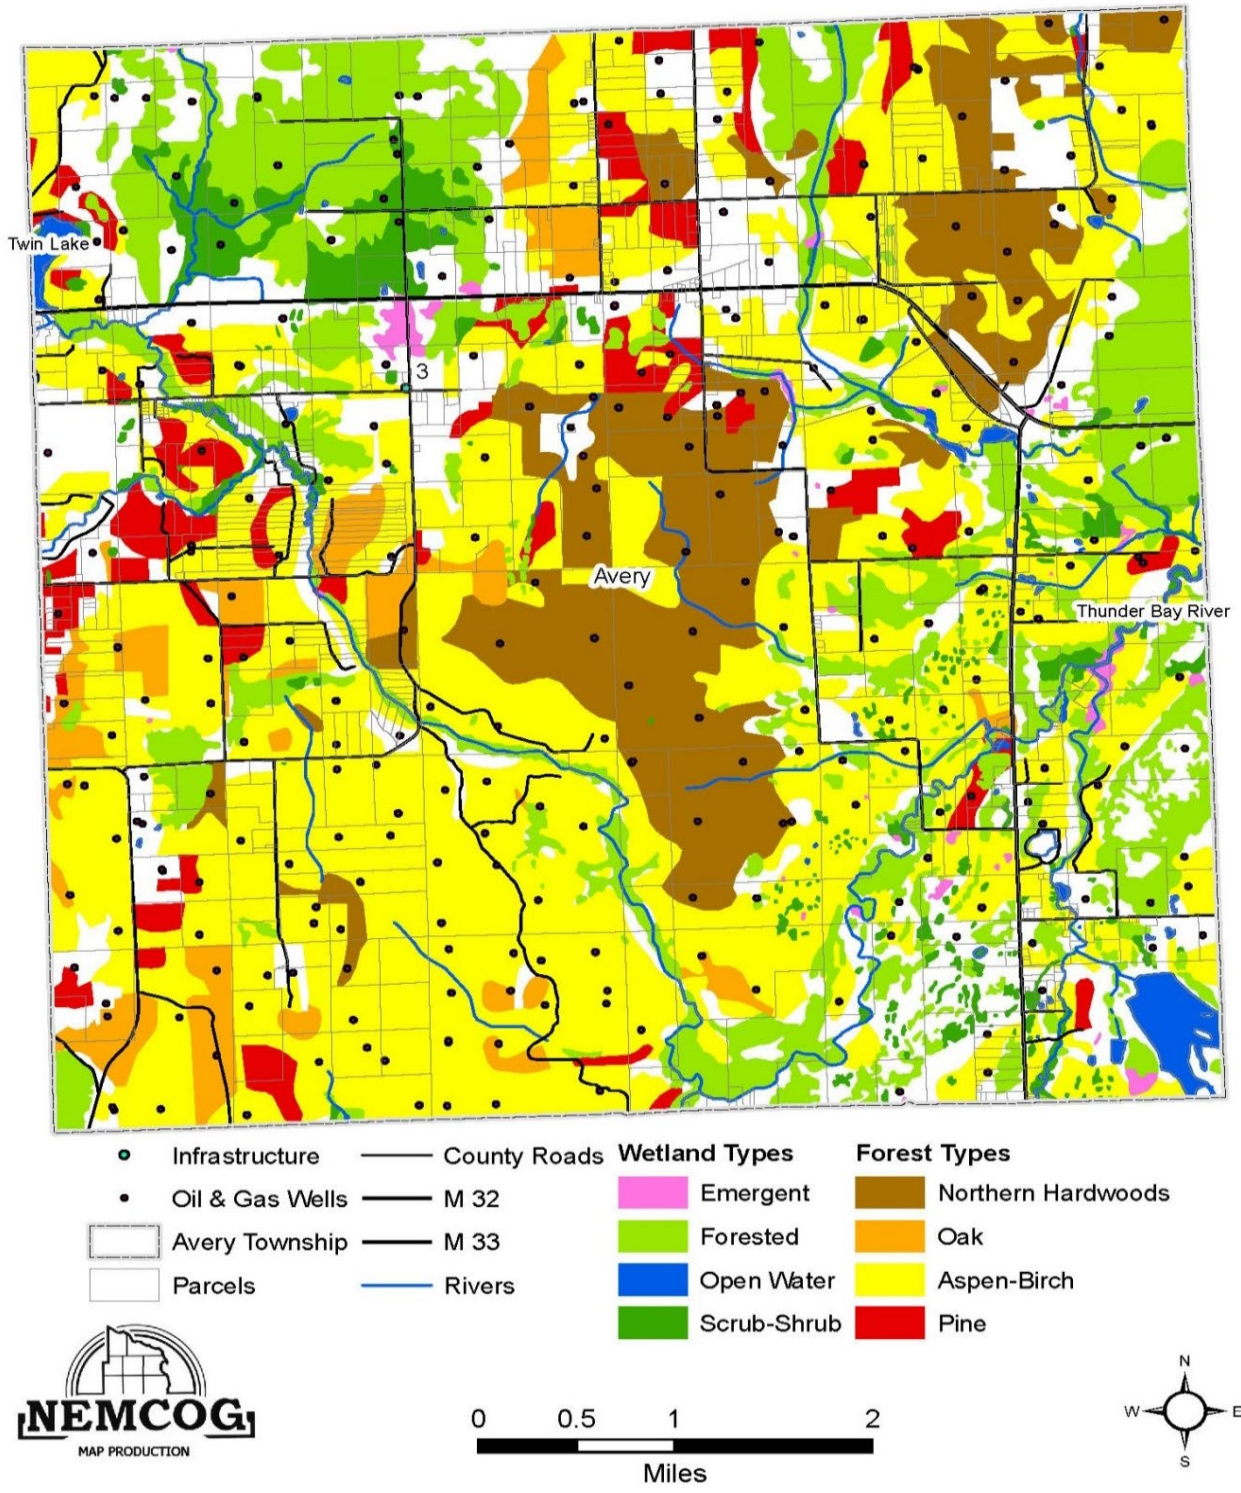 Twin Lake
3
Avery
Thunder Bay River
Infrastructure
Oil & Gas Wells
Avery Township
Parcels
County Roads
M 32
M 33
Rivers
Wetland Types
Emergent
Forested
Open Water
Scrub-Shrub
Forest Types
Northern Hardwoods
Oak
Aspen-Birch
Pine
NEMCOG
MAP PRODUCTION
0 0.5 1 2
Miles
N
W E
S